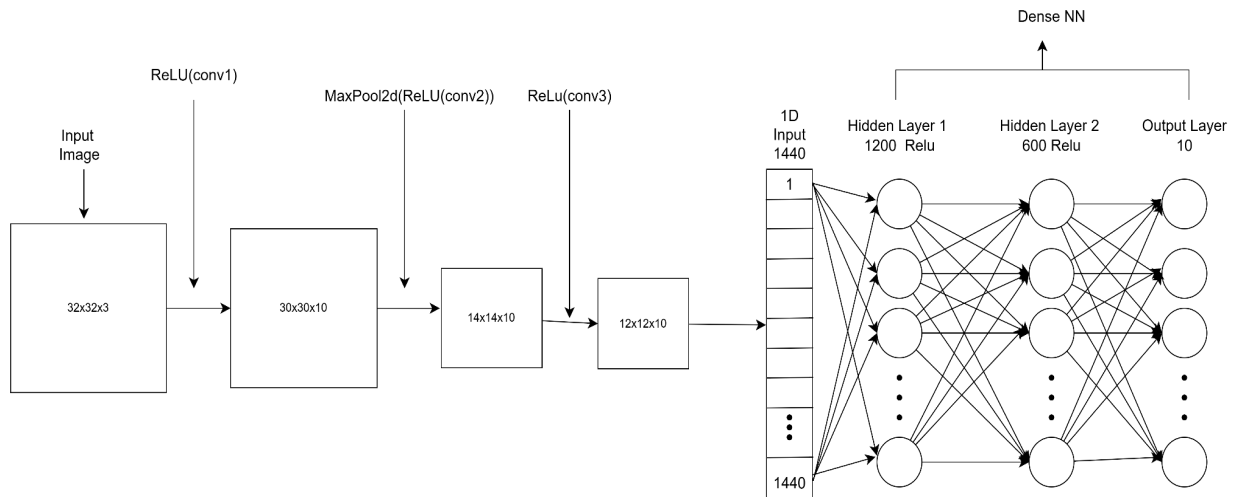 Dense NN
ReLU(conv1)
MaxPool2d(ReLU(conv2))
ReLu(conv3)
Input
Image
1D
Input
1440
Hidden Layer 1
1200 Relu
Hidden Layer 2
600 Relu
Output Layer
10
32x32x3
30x30x10
14x14x10
12x12x10
1
1440